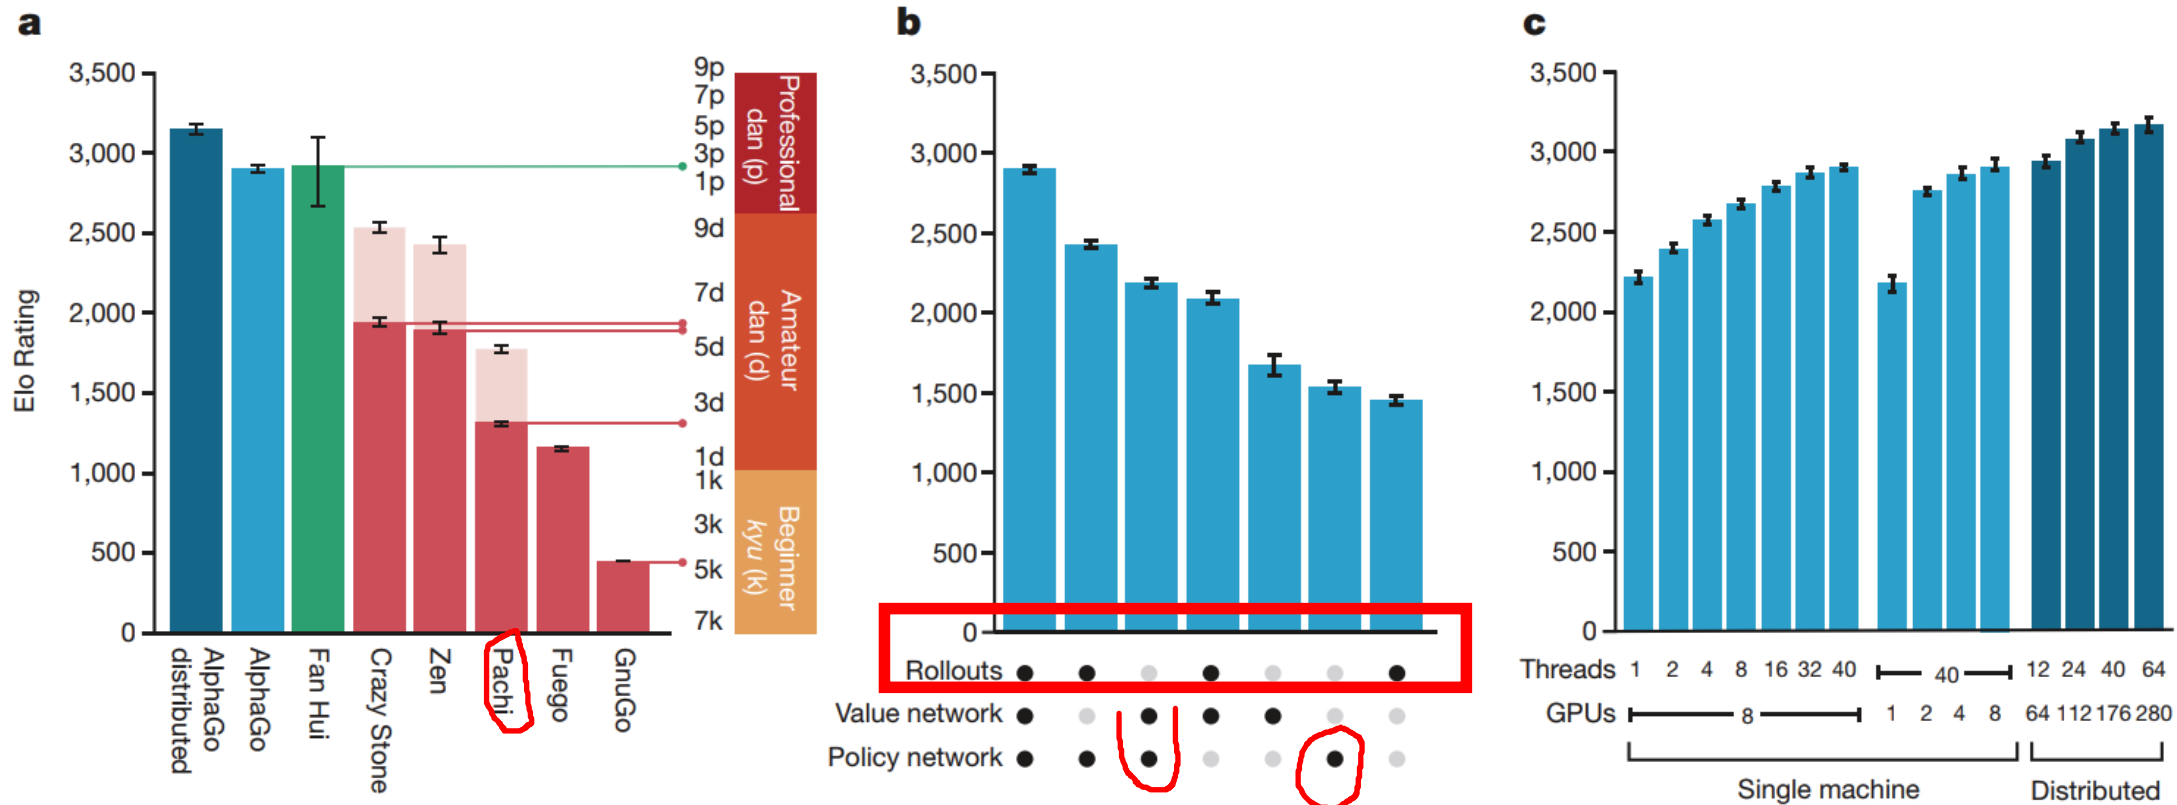 a
3,500
3,000
2,500
2,000
1,500
1,000
500
0
Elo Rating
AlphaGo distributed
AlphaGo
Fan Hui
Crazy Stone
Zen
Pachi
Fuego
GnuGo
9p
7p
5p
3p
1p
9d
7d
5d
3d
1d
1k
3k
5k
7k
Professional dan (p)
Amateur dan (d)
Beginner kyu (k)
b
3,500
3,000
2,500
2,000
1,500
1,000
500
0
Rollouts
Value network
Policy network
c
3,500
3,000
2,500
2,000
1,500
1,000
500
0
Threads 1 2 4 8 16 32 40 40 12 24 40 64
GPUs 8 1 2 4 8 64 112 176 280
Single machine Distributed